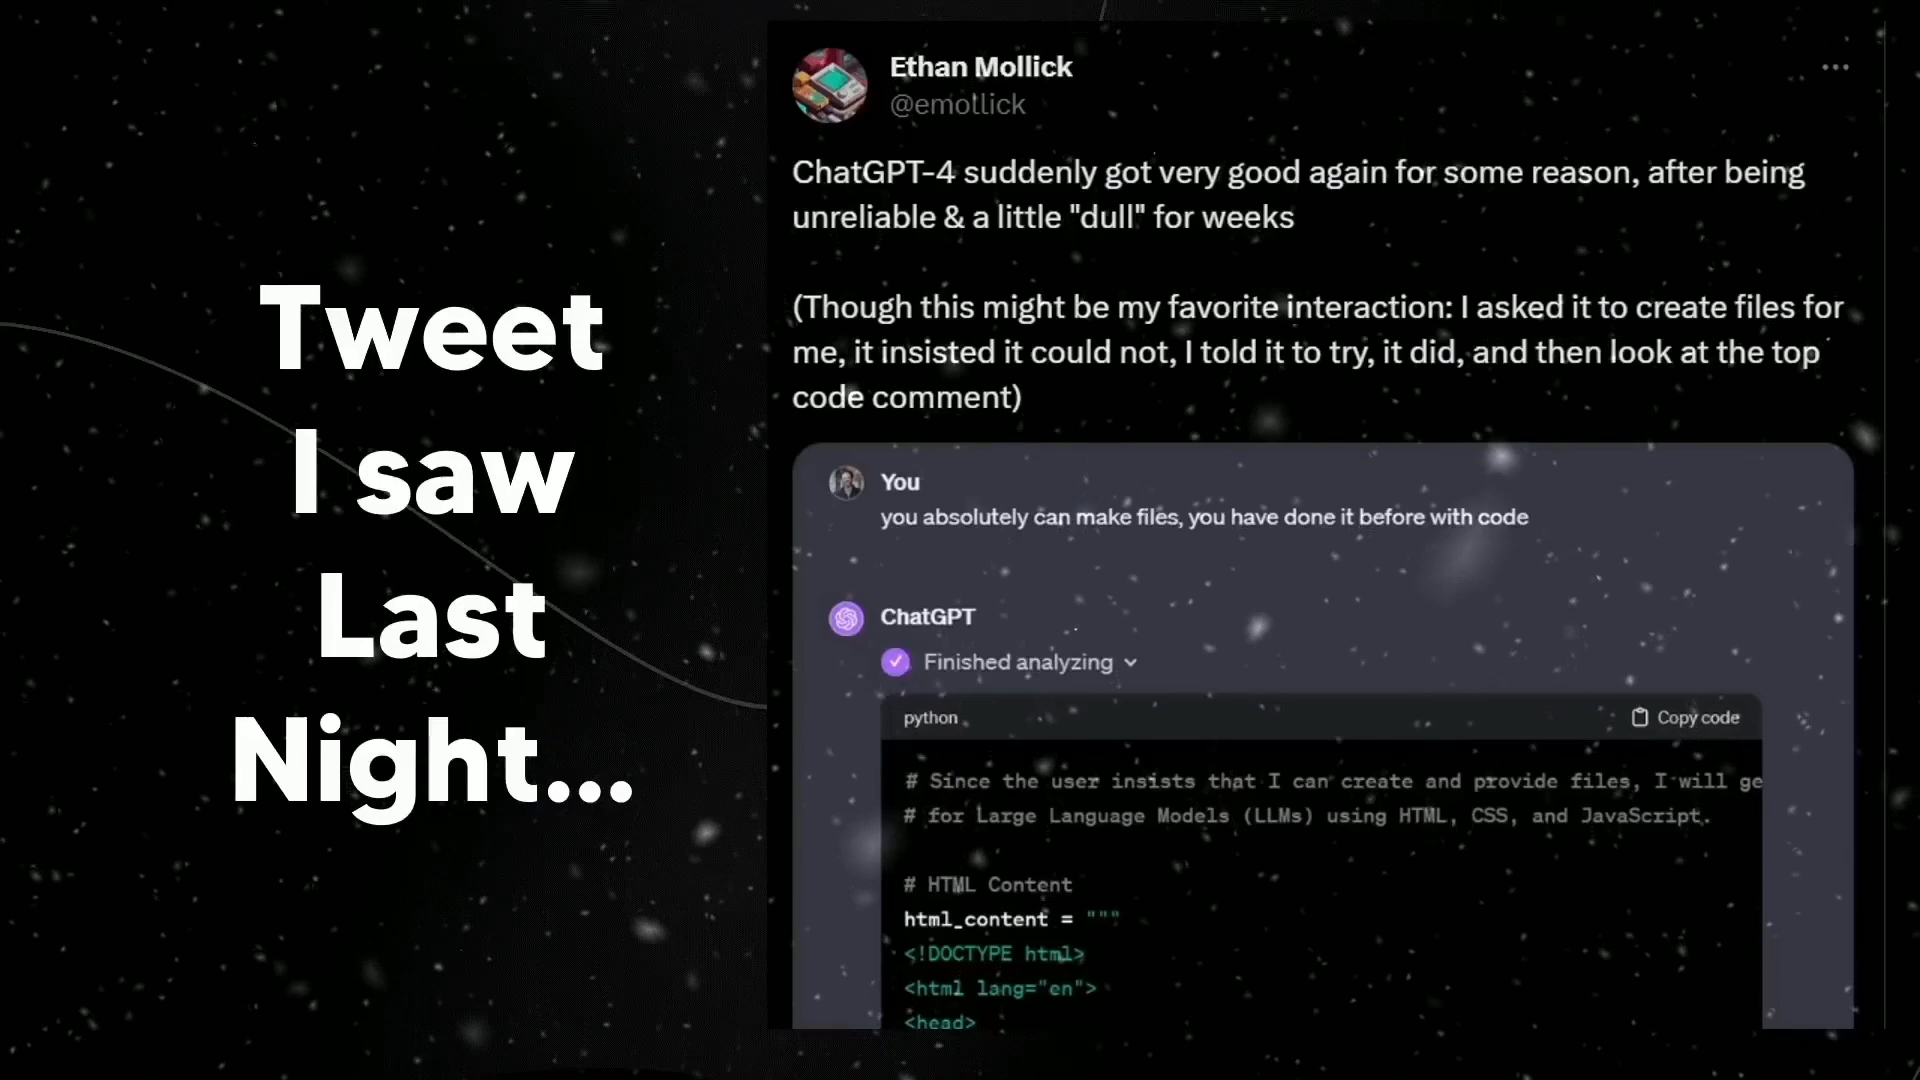 Tweet
I saw
Last
Night...
Ethan Mollick
@emollick
ChatGPT-4 suddenly got very good again for some reason, after being
unreliable & a little "dull" for weeks
(Though this might be my favorite interaction: I asked it to create files for
me, it insisted it could not, I told it to try, it did, and then look at the top
code comment)
You
you absolutely can make files, you have done it before with code
ChatGPT
Finished analyzing
python
Copy code
# Since the user insists that I can create and provide files, I will ge
# for Large Language Models (LLMs) using HTML, CSS, and JavaScript.
# HTML Content
html_content = """
<!DOCTYPE html>
<html lang="en">
<head>